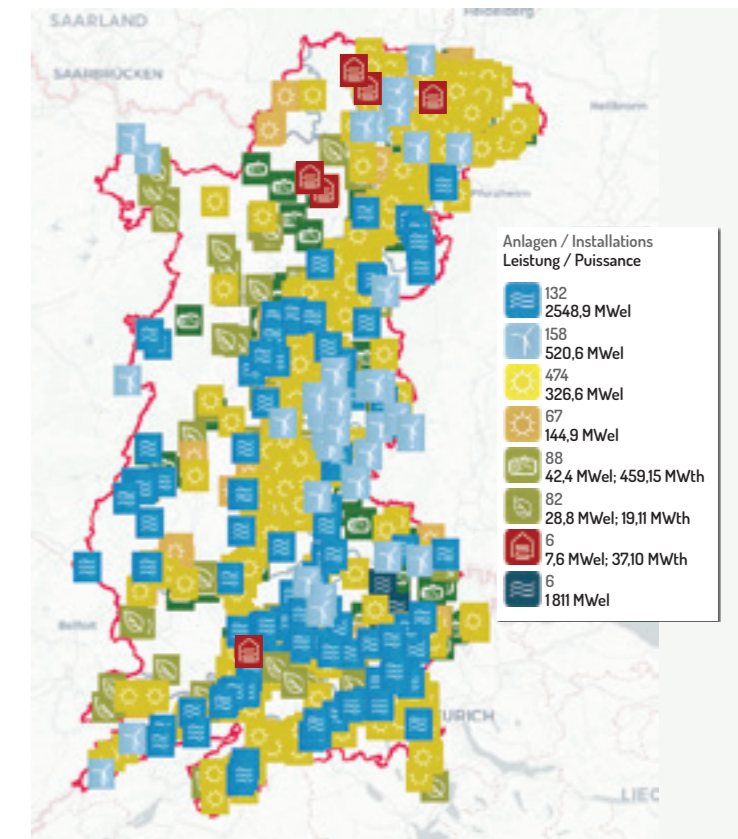 SAARLAND
SAARBRÜCKEN
Heidelberg
Heilbronn
Pforzheim
Anlagen / Installations
Leistung / Puissance
132
2548,9 MWel
158
520,6 MWel
474
326,6 MWel
67
144,9 MWel
88
42,4 MWel; 459,15 MWth
82
28,8 MWel; 19,11 MWth
6
7,6 MWel; 37,10 MWth
6
1 811 MWel
Belfort
URICH
LIEC